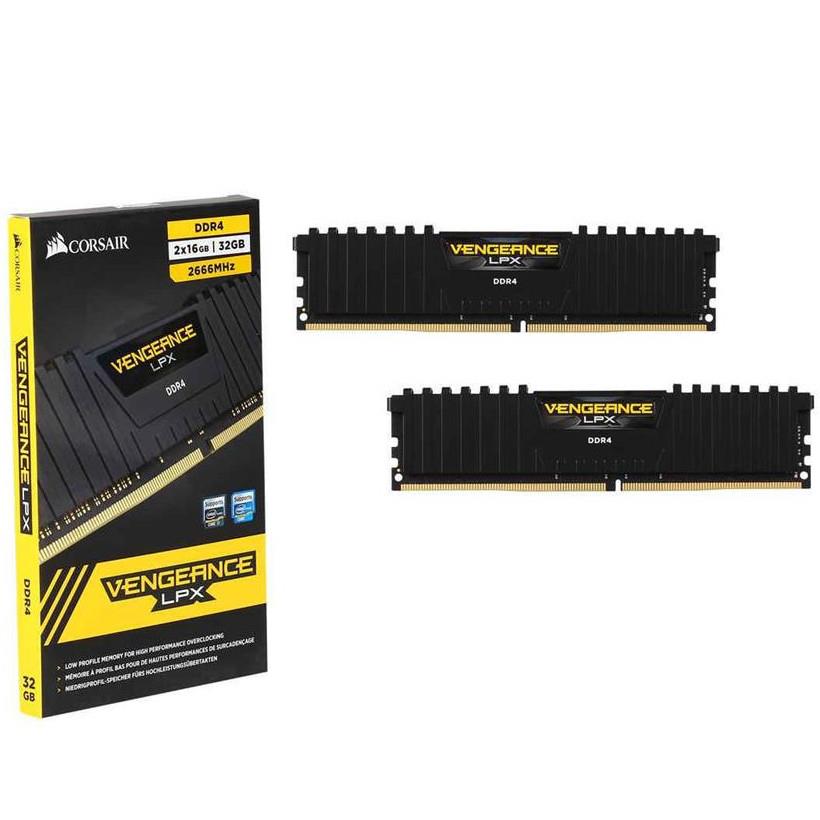 CORSAIR
VENGEANCE LPX
DDR4
32
GB
CORSAIR
DDR4
2x16GB | 32GB
2666MHz
VENGEANCE
LPX
DDR4
Supports
Supports
VENGEANCE
LPX
> LOW PROFILE MEMORY FOR HIGH PERFORMANCE OVERCLOCKING
> MÉMOIRE À PROFIL BAS POUR DE HAUTES PERFORMANCES DE SURCADENÇAGE
> NIEDRIGPROFIL-SPEICHER FÜRS HOCHLEISTUNGSÜBERTAKTEN
VENGEANCE
LPX
DDR4
VENGEANCE
LPX
DDR4